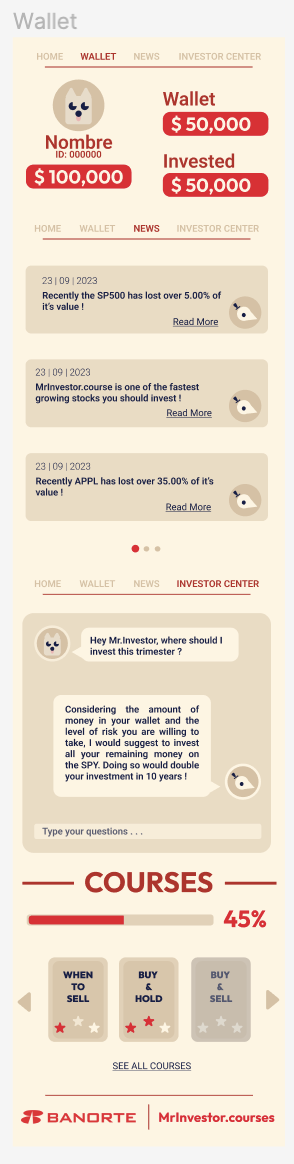 Wallet
HOME WALLET NEWS INVESTOR CENTER
Nombre
ID: 000000
$ 100,000
Wallet
$ 50,000
Invested
$ 50,000
HOME WALLET NEWS INVESTOR CENTER
23 | 09 | 2023
Recently the SP500 has lost over 5.00% of
it's value !
Read More
23 | 09 | 2023
MrInvestor.course is one of the fastest
growing stocks you should invest !
Read More
23 | 09 | 2023
Recently APPL has lost over 35.00% of it's
value !
Read More
HOME WALLET NEWS INVESTOR CENTER
Hey Mr.Investor, where should I
invest this trimester ?
Considering the amount of
money in your wallet and the
level of risk you are willing to
take, I would suggest to invest
all your remaining money on
the SPY. Doing so would double
your investment in 10 years !
Type your questions . . .
COURSES
45%
WHEN
TO
SELL
BUY
&
HOLD
BUY
&
SELL
SEE ALL COURSES
BANORTE
MrInvestor.courses